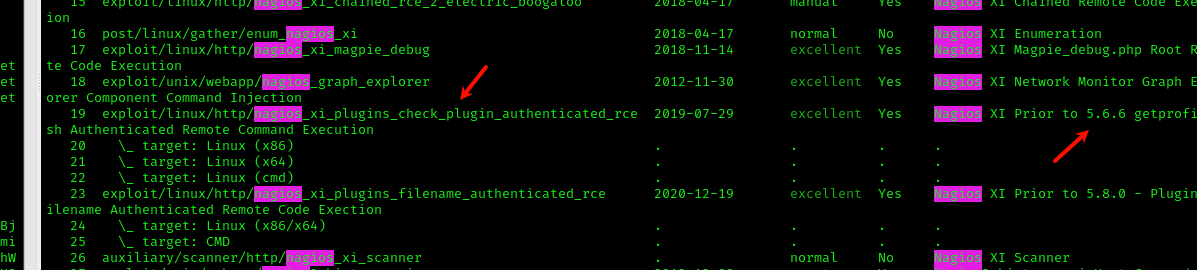 15 exploit/linux/http/nagios_xi_chained_rce_2_electric_boogaloo 2018-04-17 manual Yes Nagios XI Chained Remote Code Exe
ion
16 post/linux/gather/enum_nagios_xi 2018-04-17 normal No Nagios XI Enumeration
17 exploit/linux/http/nagios_xi_magpie_debug 2018-11-14 excellent Yes Nagios XI Magpie_debug.php Root R
et te Code Execution
et 18 exploit/unix/webapp/nagios_graph_explorer 2012-11-30 excellent Yes Nagios XI Network Monitor Graph E
et orer Component Command Injection
19 exploit/linux/http/nagios_xi_plugins_check_plugin_authenticated_rce 2019-07-29 excellent Yes Nagios XI Prior to 5.6.6 getprofi
sh Authenticated Remote Command Execution
20 \_ target: Linux (x86) . . . .
21 \_ target: Linux (x64) . . . .
22 \_ target: Linux (cmd) . . . .
23 exploit/linux/http/nagios_xi_plugins_filename_authenticated_rce 2020-12-19 excellent Yes Nagios XI Prior to 5.8.0 - Plugin
ilename Authenticated Remote Code Exection
Bj 24 \_ target: Linux (x86/x64) . . . .
mi 25 \_ target: CMD . . . .
hW 26 auxiliary/scanner/http/nagios_xi_scanner . normal No Nagios XI Scanner